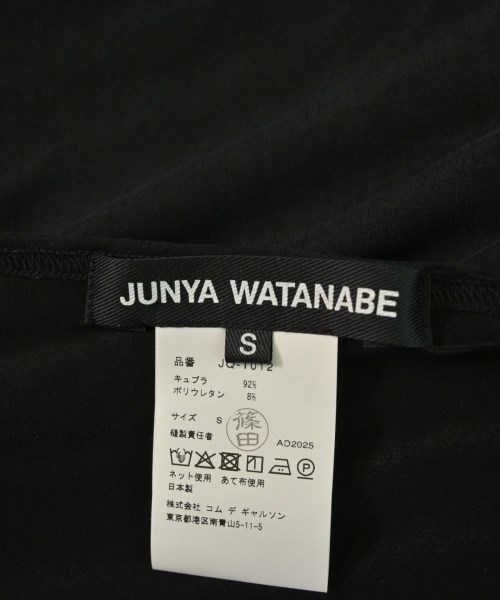 JUNYA WATANABE
S
品番 JQ-T012
キュプラ 92%
ポリウレタン 8%
サイズ S
縫製責任者 篠田 AD2025
ネット使用 あて布使用
日本製
株式会社 コム デ ギャルソン
東京都港区南青山5-11-5